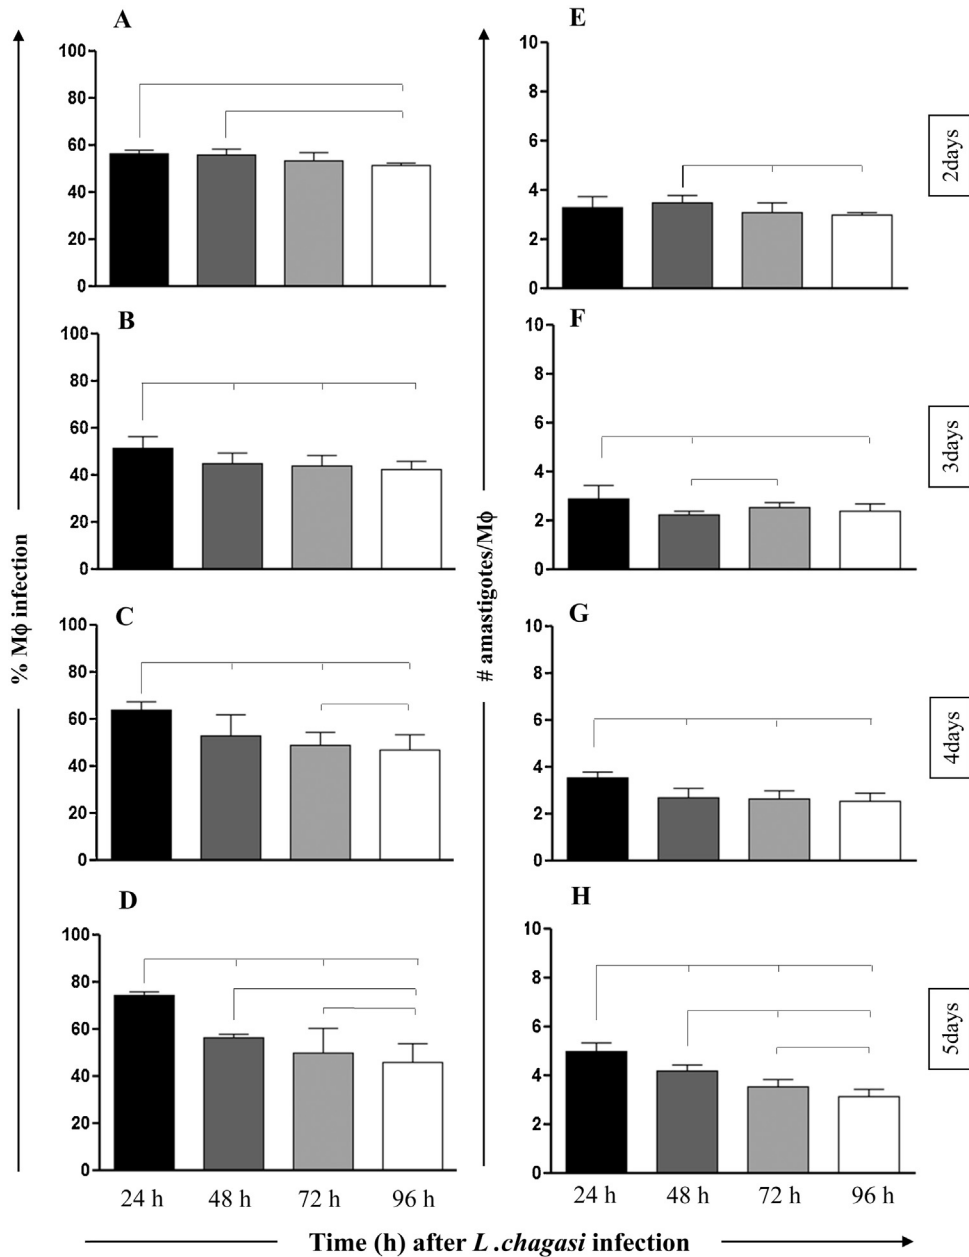 A
100
80
60
40
20
0
E
10
8
6
4
2
0
2days
B
100
80
60
40
20
0
F
10
8
6
4
2
0
3days
% Mϕ infection
# amastigotes/Mϕ
C
100
80
60
40
20
0
G
10
8
6
4
2
0
4days
D
100
80
60
40
20
0
H
10
8
6
4
2
0
5days
24 h 48 h 72 h 96 h
24 h 48 h 72 h 96 h
Time (h) after L .chagasi infection